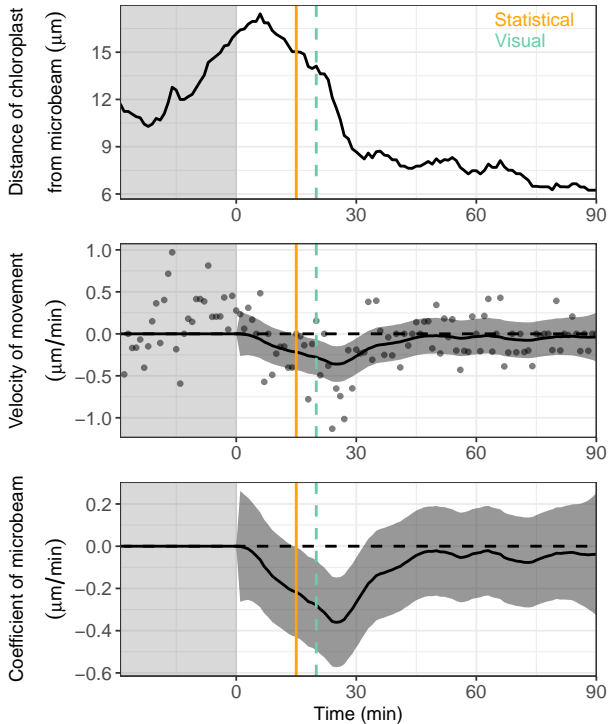 Distance of chloroplast
from microbeam (μm)
Statistical
Visual
15
12
9
6
0
30
60
90
Velocity of movement
(μm/min)
1.0
0.5
0.0
−0.5
−1.0
0
30
60
90
Coefficient of microbeam
(μm/min)
0.2
0.0
−0.2
−0.4
−0.6
0
30
60
90
Time (min)